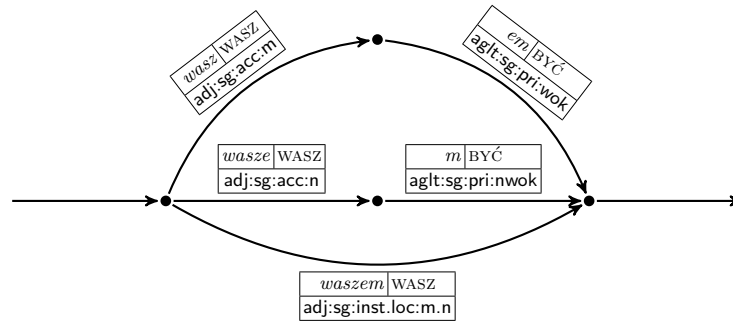 wasz WASZ
adj:sg:acc:m
em BYĆ
aglt:sg:pri:wok
wasze WASZ
adj:sg:acc:n
m BYĆ
aglt:sg:pri:nwok
waszem WASZ
adj:sg:inst.loc:m.n